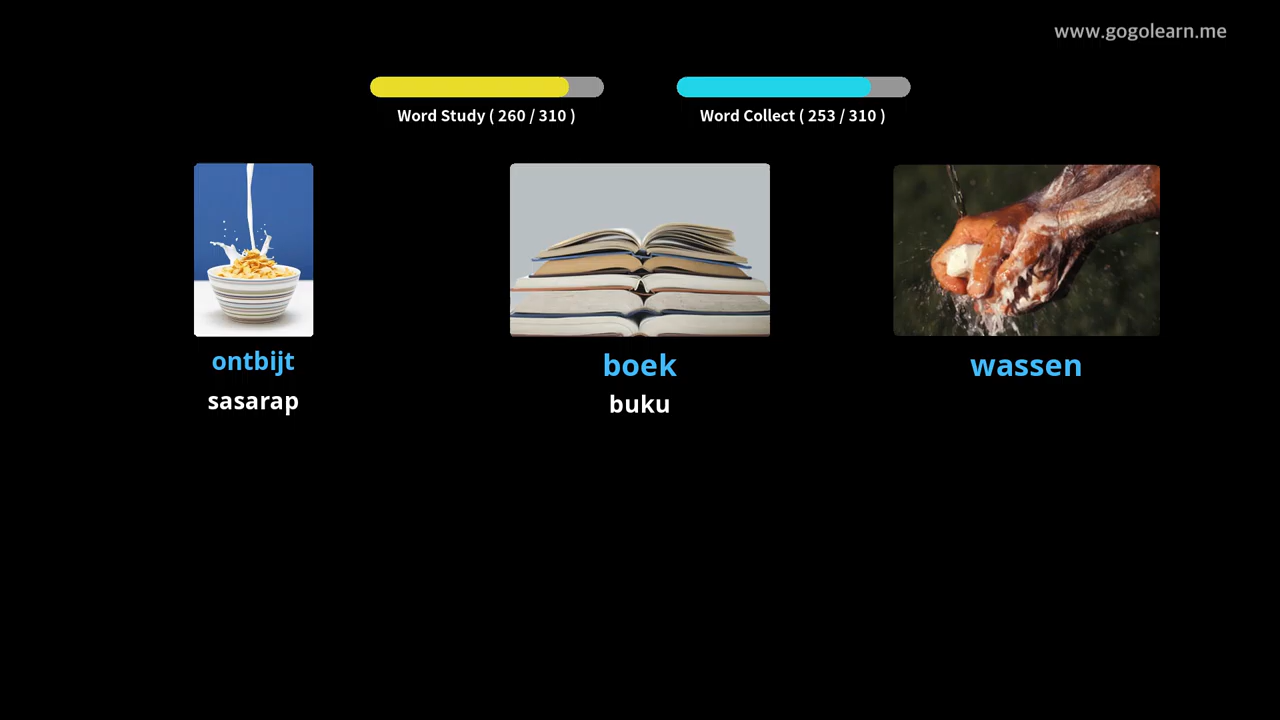 www.gogolearn.me
Word Study ( 260 / 310 )
Word Collect ( 253 / 310 )
ontbijt
sasarap
boek
buku
wassen